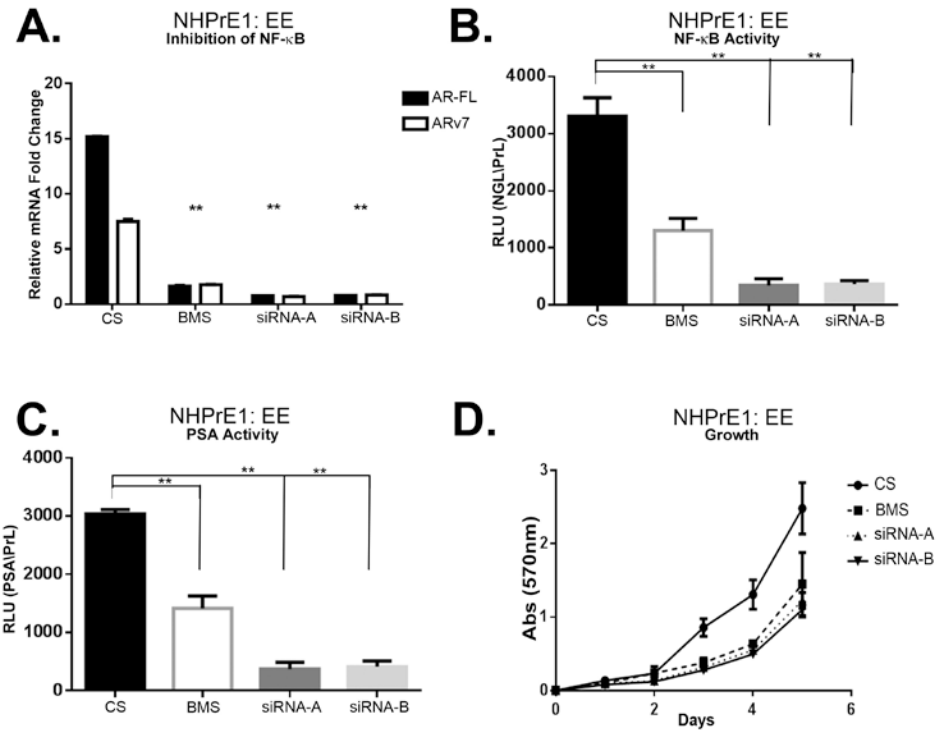 A.
NHPrE1: EE
Inhibition of NF-κB
Relative mRNA Fold Change
20
15
10
5
0
AR-FL
ARv7
** ** **
CS BMS siRNA-A siRNA-B
B.
NHPrE1: EE
NF-κB Activity
RLU (NGL\PrL)
4000
3000
2000
1000
0
** ** **
CS BMS siRNA-A siRNA-B
C.
NHPrE1: EE
PSA Activity
RLU (PSA\PrL)
4000
3000
2000
1000
0
** ** **
CS BMS siRNA-A siRNA-B
D.
NHPrE1: EE
Growth
Abs (570nm)
3
2
1
0
CS
BMS
siRNA-A
siRNA-B
0 2 4 6
Days